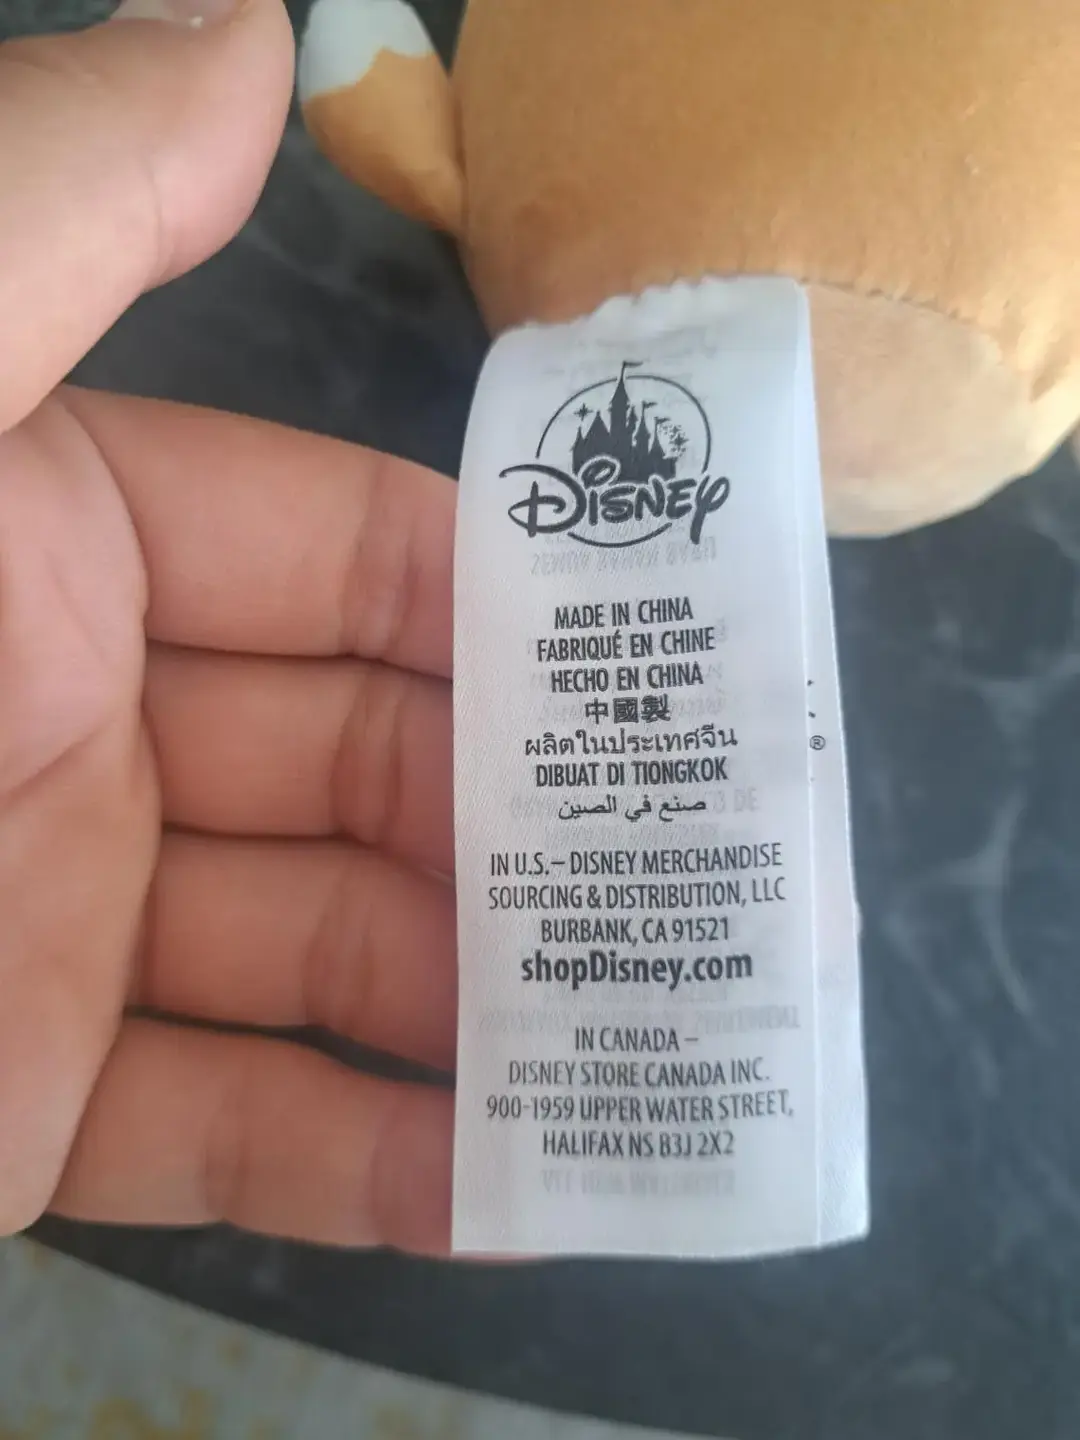 Disney
MADE IN CHINA
FABRIQUÉ EN CHINE
HECHO EN CHINA
中國製
ผลิตในประเทศจีน
DIBUAT DI TIONGKOK
صنع في الصين
IN U.S.– DISNEY MERCHANDISE
SOURCING & DISTRIBUTION, LLC
BURBANK, CA 91521
shopDisney.com
IN CANADA –
DISNEY STORE CANADA INC.
900-1959 UPPER WATER STREET,
HALIFAX NS B3J 2X2
®